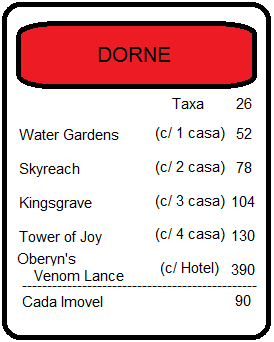 DORNE
Taxa 26
Water Gardens (c/ 1 casa) 52
Skyreach (c/ 2 casa) 78
Kingsgrave (c/ 3 casa) 104
Tower of Joy (c/ 4 casa) 130
Oberyn's
Venom Lance (c/ Hotel) 390
Cada Imovel 90